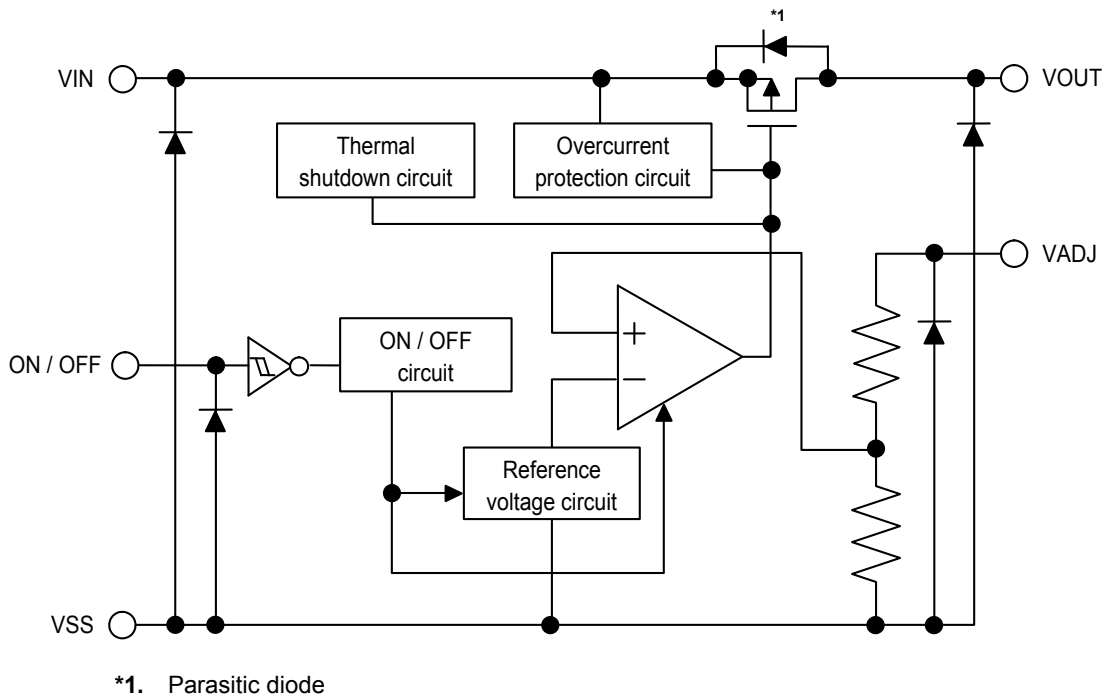 *1
VIN
VOUT
Thermal
shutdown circuit
Overcurrent
protection circuit
VADJ
ON / OFF
ON / OFF
circuit
+
−
Reference
voltage circuit
VSS
*1. Parasitic diode